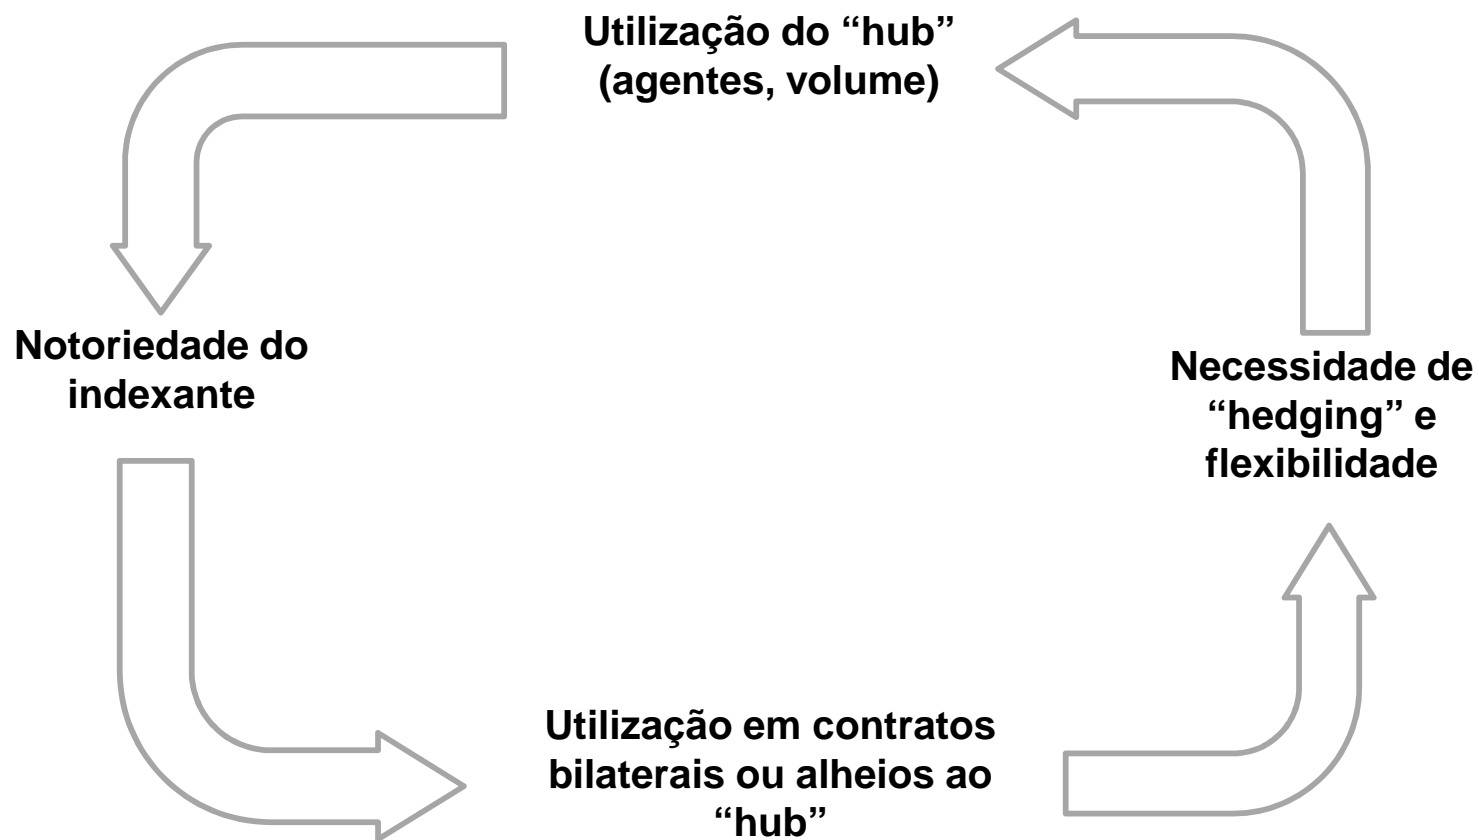 Utilização do “hub”
(agentes, volume)
Notoriedade do
indexante
Necessidade de
“hedging” e
flexibilidade
Utilização em contratos
bilaterais ou alheios ao
“hub”